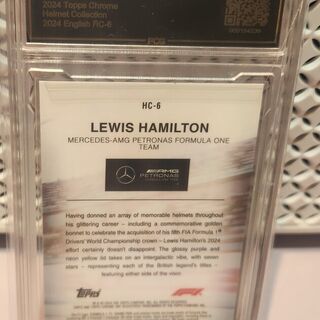 2024 Topps Chrome
Helmet Collection
2024 English RC-6
HC-6
LEWIS HAMILTON
MERCEDES-AMG PETRONAS FORMULA ONE
TEAM
AMG
PETRONAS
Having donned an array of memorable helmets throughout
his glittering career – including a commemorative golden
bonnet to celebrate the acquisition of his fifth FIA Formula 1
Drivers' World Championship crown – Lewis Hamilton's 2024
effort certainly doesn't disappoint. The glossy purple and
neon yellow lid takes on an intergalactic vibe, with seven
stars – representing each of the British legend's titles –
featuring either side of the visor.
Topps
F1